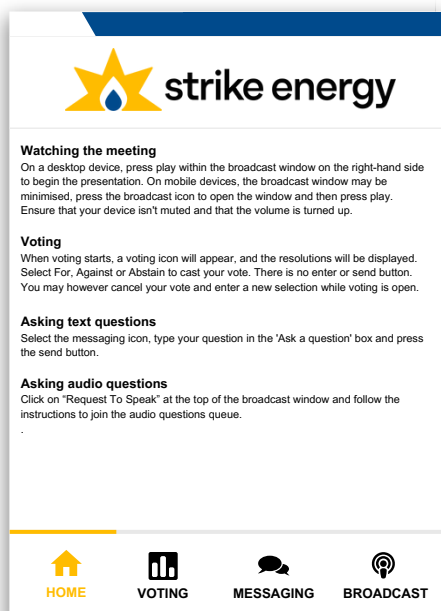 strike energy
Watching the meeting
On a desktop device, press play within the broadcast window on the right-hand side
to begin the presentation. On mobile devices, the broadcast window may be
minimised, press the broadcast icon to open the window and then press play.
Ensure that your device isn't muted and that the volume is turned up.
Voting
When voting starts, a voting icon will appear, and the resolutions will be displayed.
Select For, Against or Abstain to cast your vote. There is no enter or send button.
You may however cancel your vote and enter a new selection while voting is open.
Asking text questions
Select the messaging icon, type your question in the 'Ask a question' box and press
the send button.
Asking audio questions
Click on “Request To Speak” at the top of the broadcast window and follow the
instructions to join the audio questions queue.
.
HOME VOTING MESSAGING BROADCAST